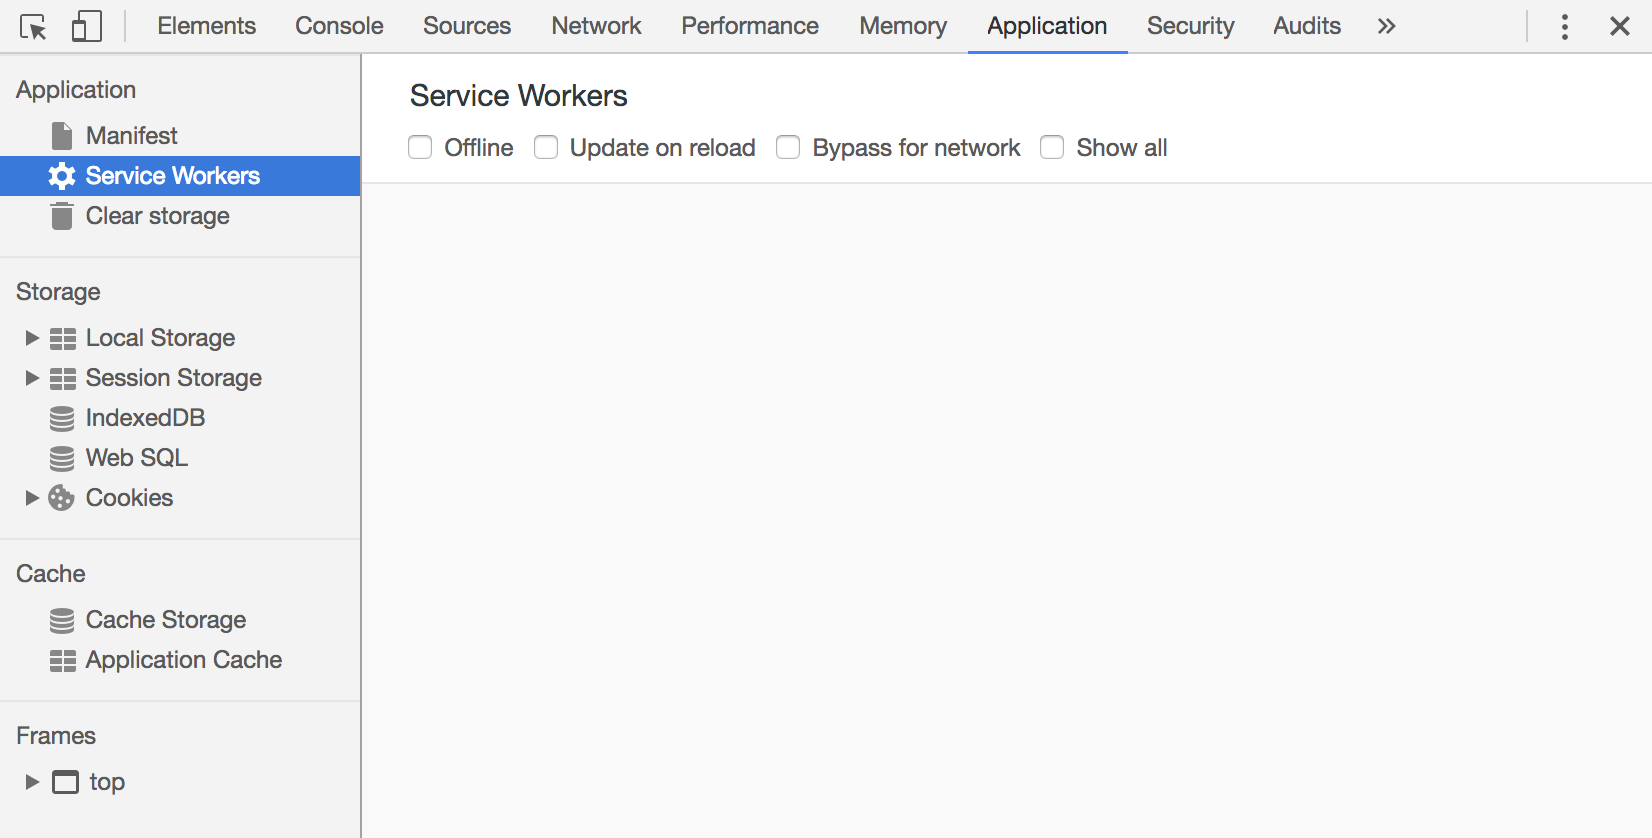 Elements Console Sources Network Performance Memory Application Security Audits »
Application
Manifest
Service Workers
Clear storage
Storage
Local Storage
Session Storage
IndexedDB
Web SQL
Cookies
Cache
Cache Storage
Application Cache
Frames
top
Service Workers
Offline Update on reload Bypass for network Show all